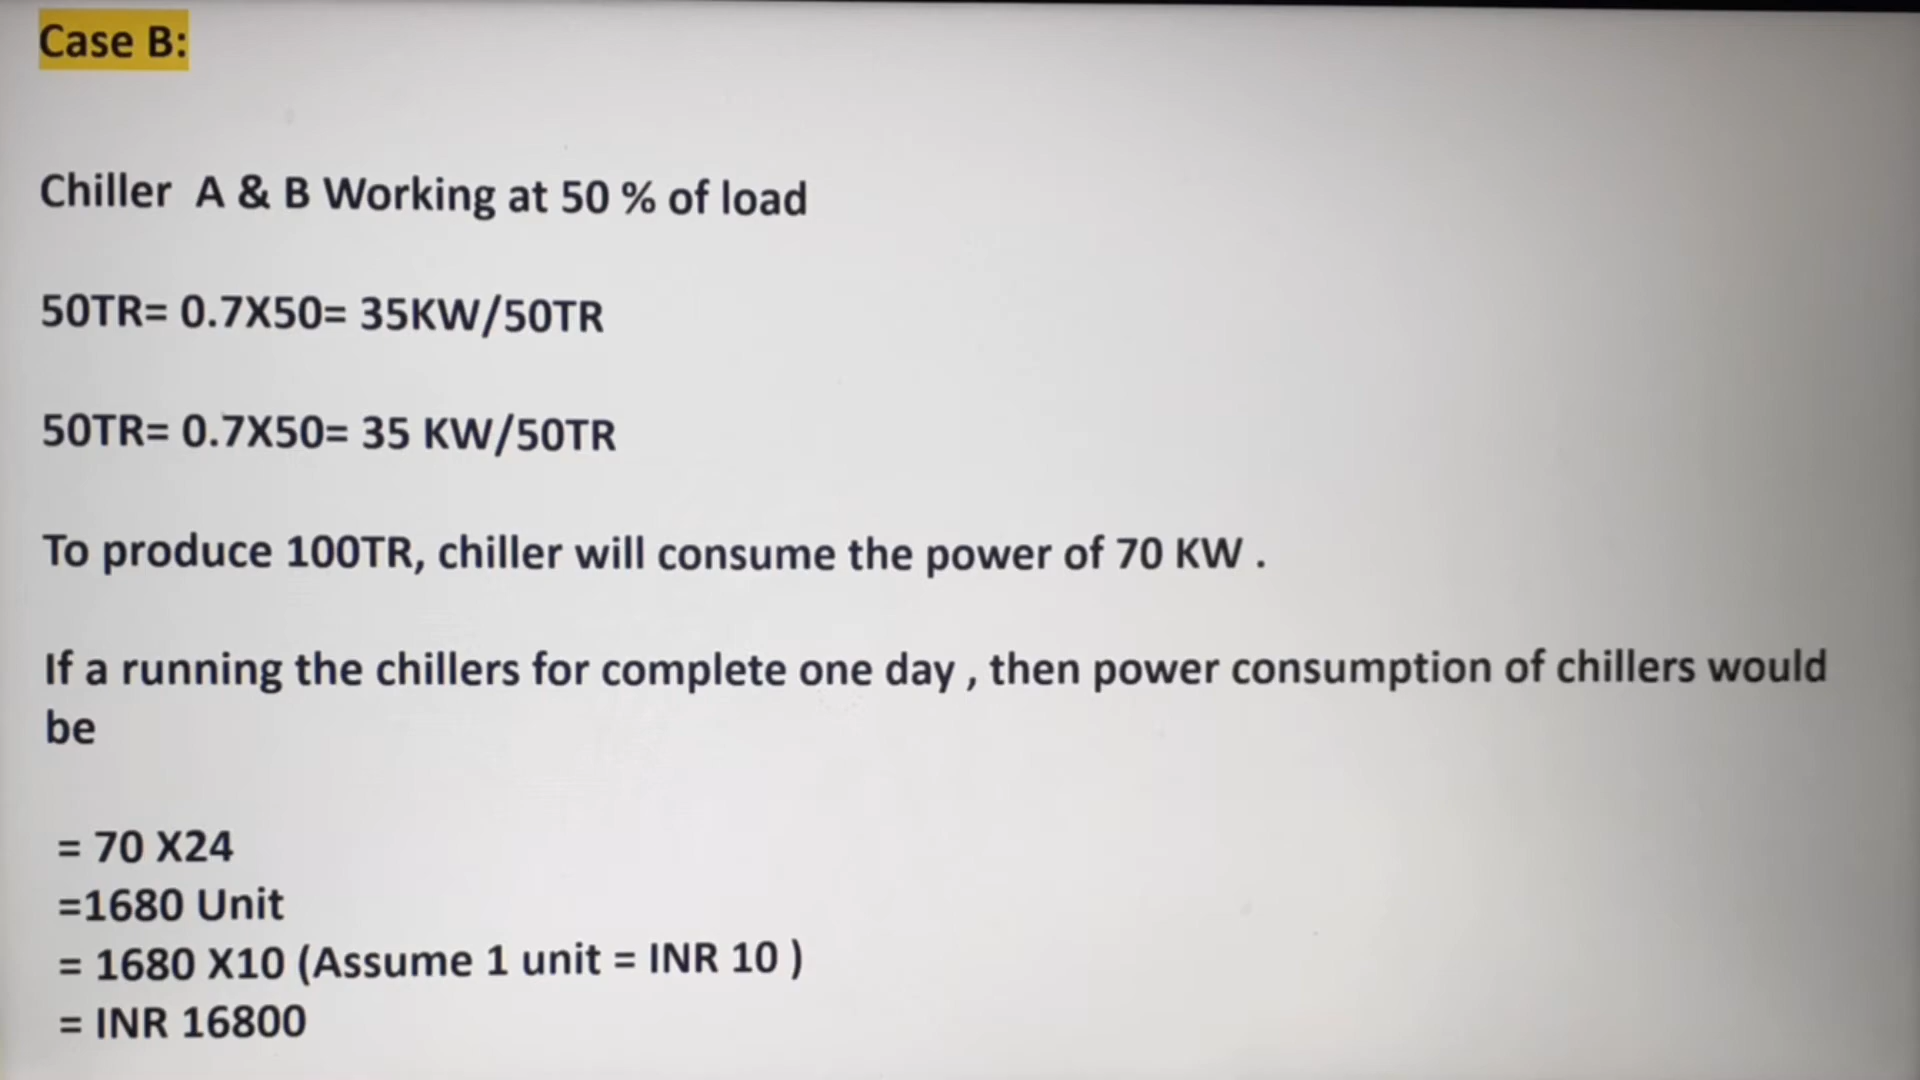 Case B:
Chiller A & B Working at 50 % of load
50TR= 0.7X50= 35KW/50TR
50TR= 0.7X50= 35 KW/50TR
To produce 100TR, chiller will consume the power of 70 KW .
If a running the chillers for complete one day , then power consumption of chillers would
be
= 70 X24
=1680 Unit
= 1680 X10 (Assume 1 unit = INR 10 )
= INR 16800